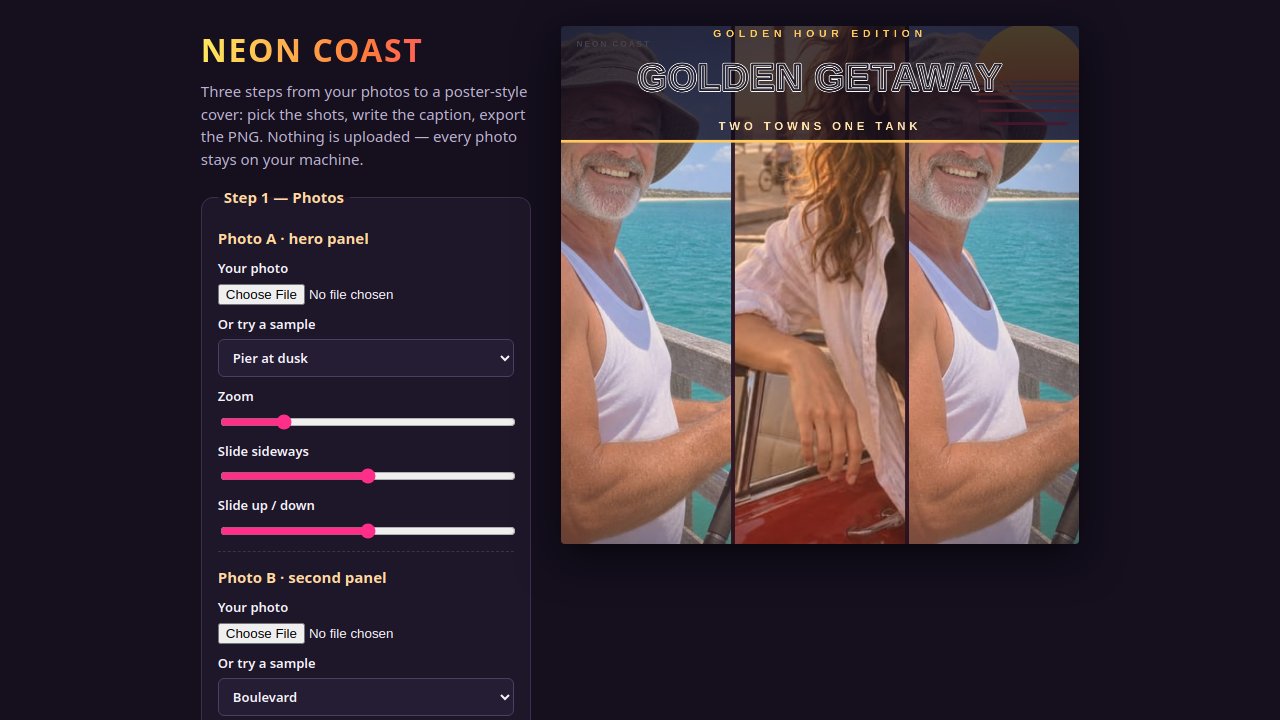 NEON COAST
Three steps from your photos to a poster-style
cover: pick the shots, write the caption, export
the PNG. Nothing is uploaded — every photo
stays on your machine.
Step 1 — Photos
Photo A · hero panel
Your photo
Choose File No file chosen
Or try a sample
Pier at dusk
Zoom
Slide sideways
Slide up / down
Photo B · second panel
Your photo
Choose File No file chosen
Or try a sample
Boulevard
GOLDEN HOUR EDITION
NEON COAST
GOLDEN GETAWAY
TWO TOWNS ONE TANK